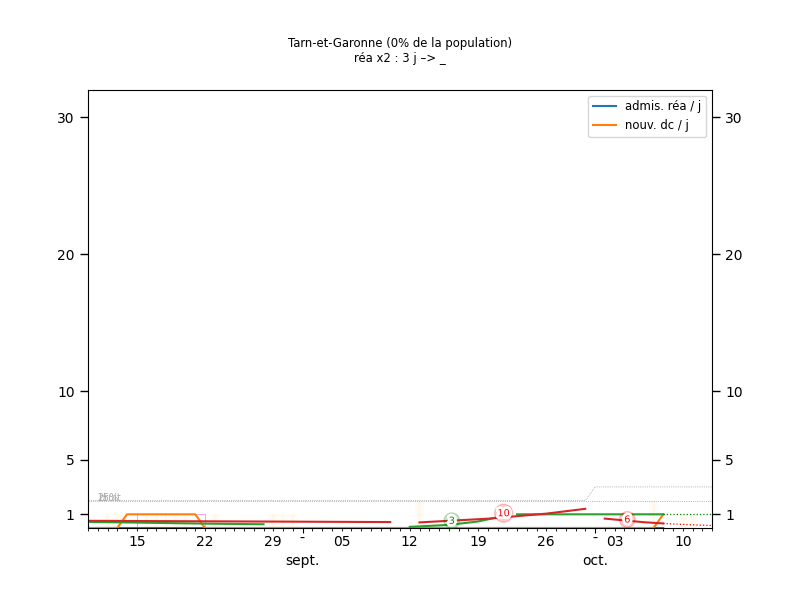 Tarn-et-Garonne (0% de la population)
réa x2 : 3 j –> _
admis. réa / j
nouv. dc / j
30 30
20 20
10 10
5 5
1 1
3 10 6
15 22 29 - 05 12 19 26 - 03 10
sept. oct.